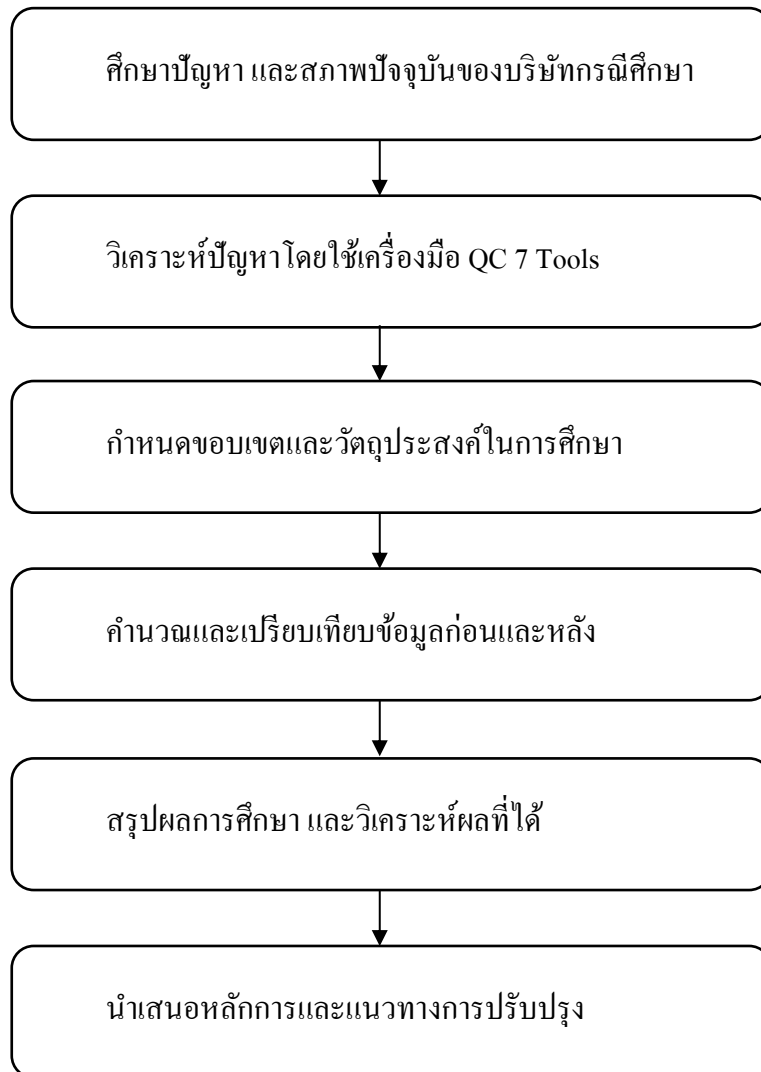 ศึกษาปัญหา และสภาพปัจจุบันของบริษัทกรณีศึกษา
วิเคราะห์ปัญหาโดยใช้เครื่องมือ QC 7 Tools
กำหนดขอบเขตและวัตถุประสงค์ในการศึกษา
คำนวณและเปรียบเทียบข้อมูลก่อนและหลัง
สรุปผลการศึกษา และวิเคราะห์ผลที่ได้
นำเสนอหลักการและแนวทางการปรับปรุง